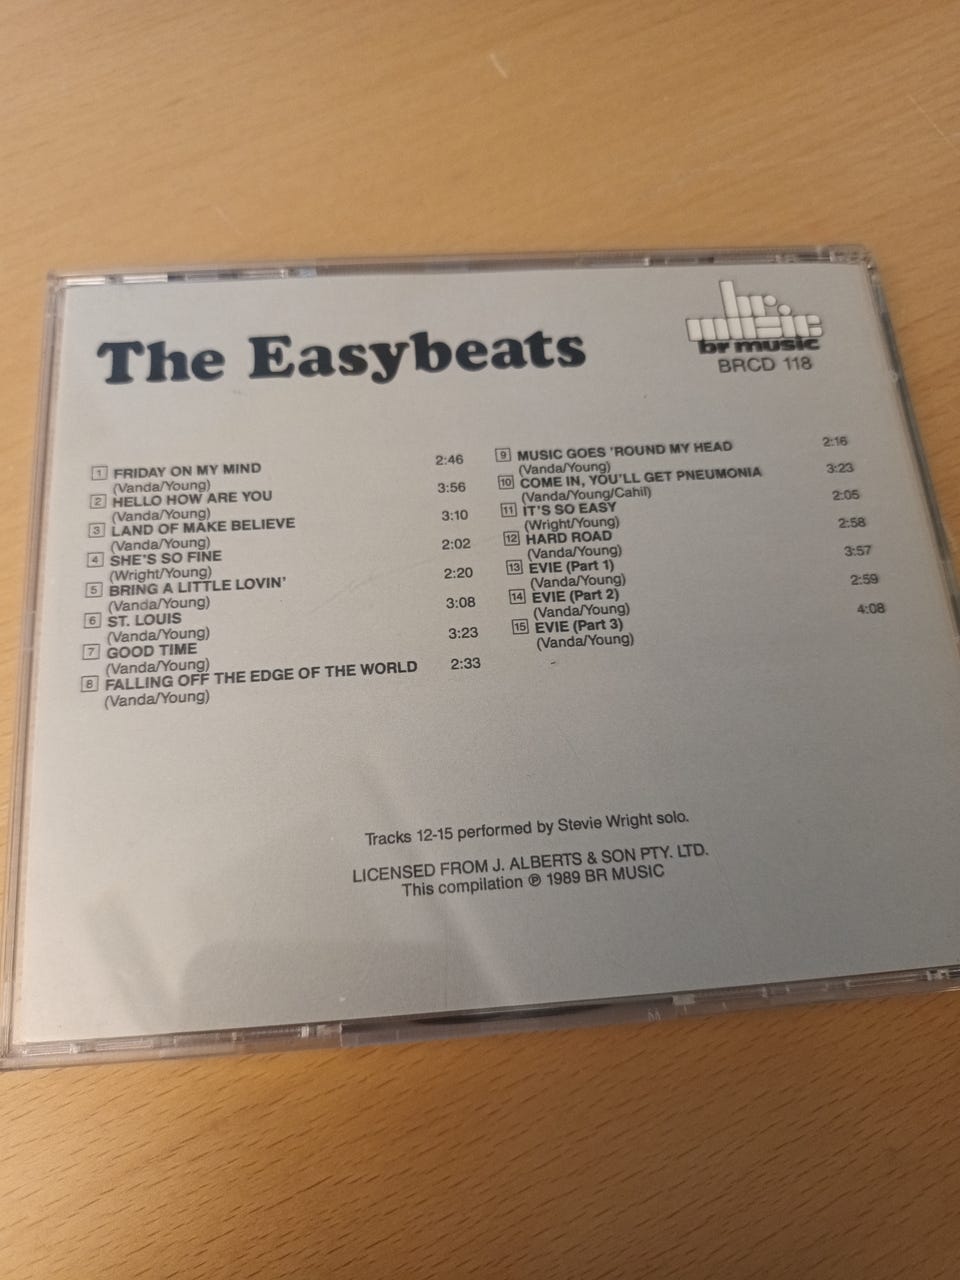 The Easybeats
br.
music
br music
BRCD 118
1 FRIDAY ON MY MIND 2:46
(Vanda/Young)
2 HELLO HOW ARE YOU 3:56
(Vanda/Young)
3 LAND OF MAKE BELIEVE 3:10
(Vanda/Young)
4 SHE'S SO FINE 2:02
(Wright/Young)
5 BRING A LITTLE LOVIN' 2:20
(Vanda/Young)
6 ST. LOUIS 3:08
(Vanda/Young)
7 GOOD TIME 3:23
(Vanda/Young)
8 FALLING OFF THE EDGE OF THE WORLD 2:33
(Vanda/Young)
9 MUSIC GOES 'ROUND MY HEAD 2:16
(Vanda/Young)
10 COME IN, YOU'LL GET PNEUMONIA 3:23
(Vanda/Young/Cahil)
11 IT'S SO EASY 2:05
(Wright/Young)
12 HARD ROAD 2:58
(Vanda/Young)
13 EVIE (Part 1) 3:57
(Vanda/Young)
14 EVIE (Part 2) 2:59
(Vanda/Young)
15 EVIE (Part 3) 4:08
(Vanda/Young)
Tracks 12-15 performed by Stevie Wright solo.
LICENSED FROM J. ALBERTS & SON PTY. LTD.
This compilation ℗ 1989 BR MUSIC